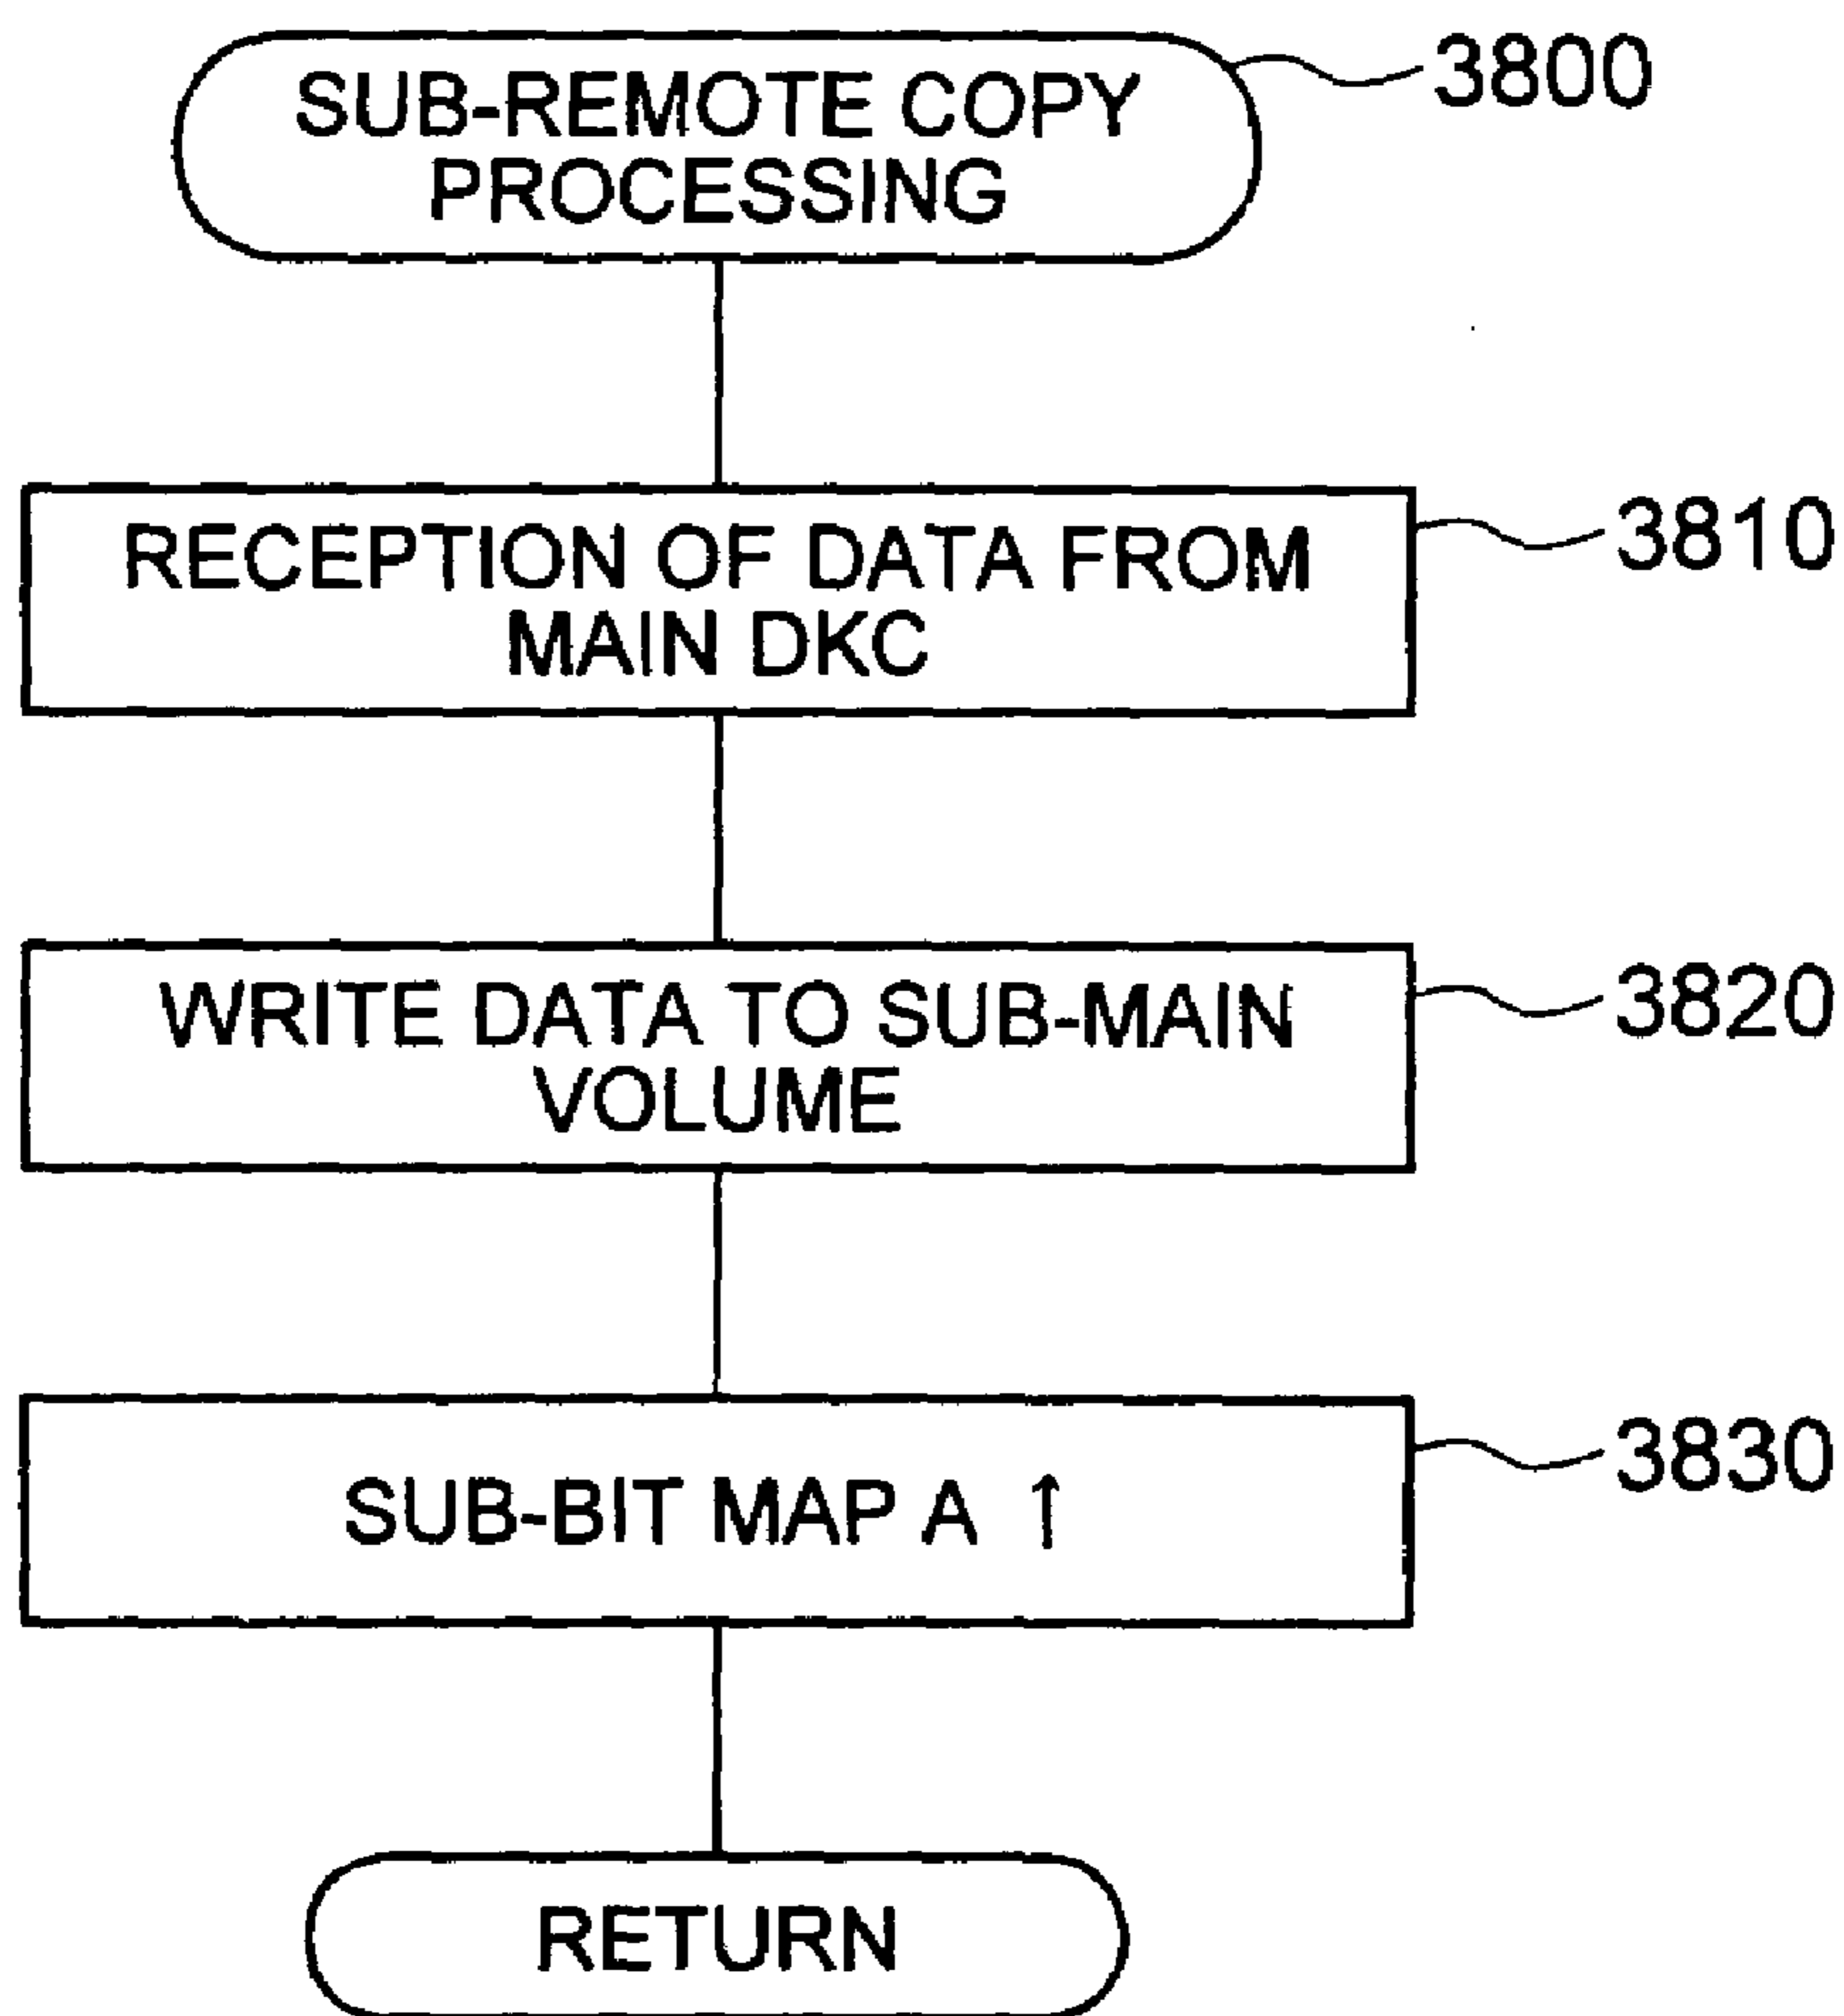 SUB-REMOTE COPY
PROCESSING
3800
RECEPTION OF DATA FROM
MAIN DKC
3810
WRITE DATA TO SUB-MAIN
VOLUME
3820
SUB-BIT MAP A ↑
3830
RETURN